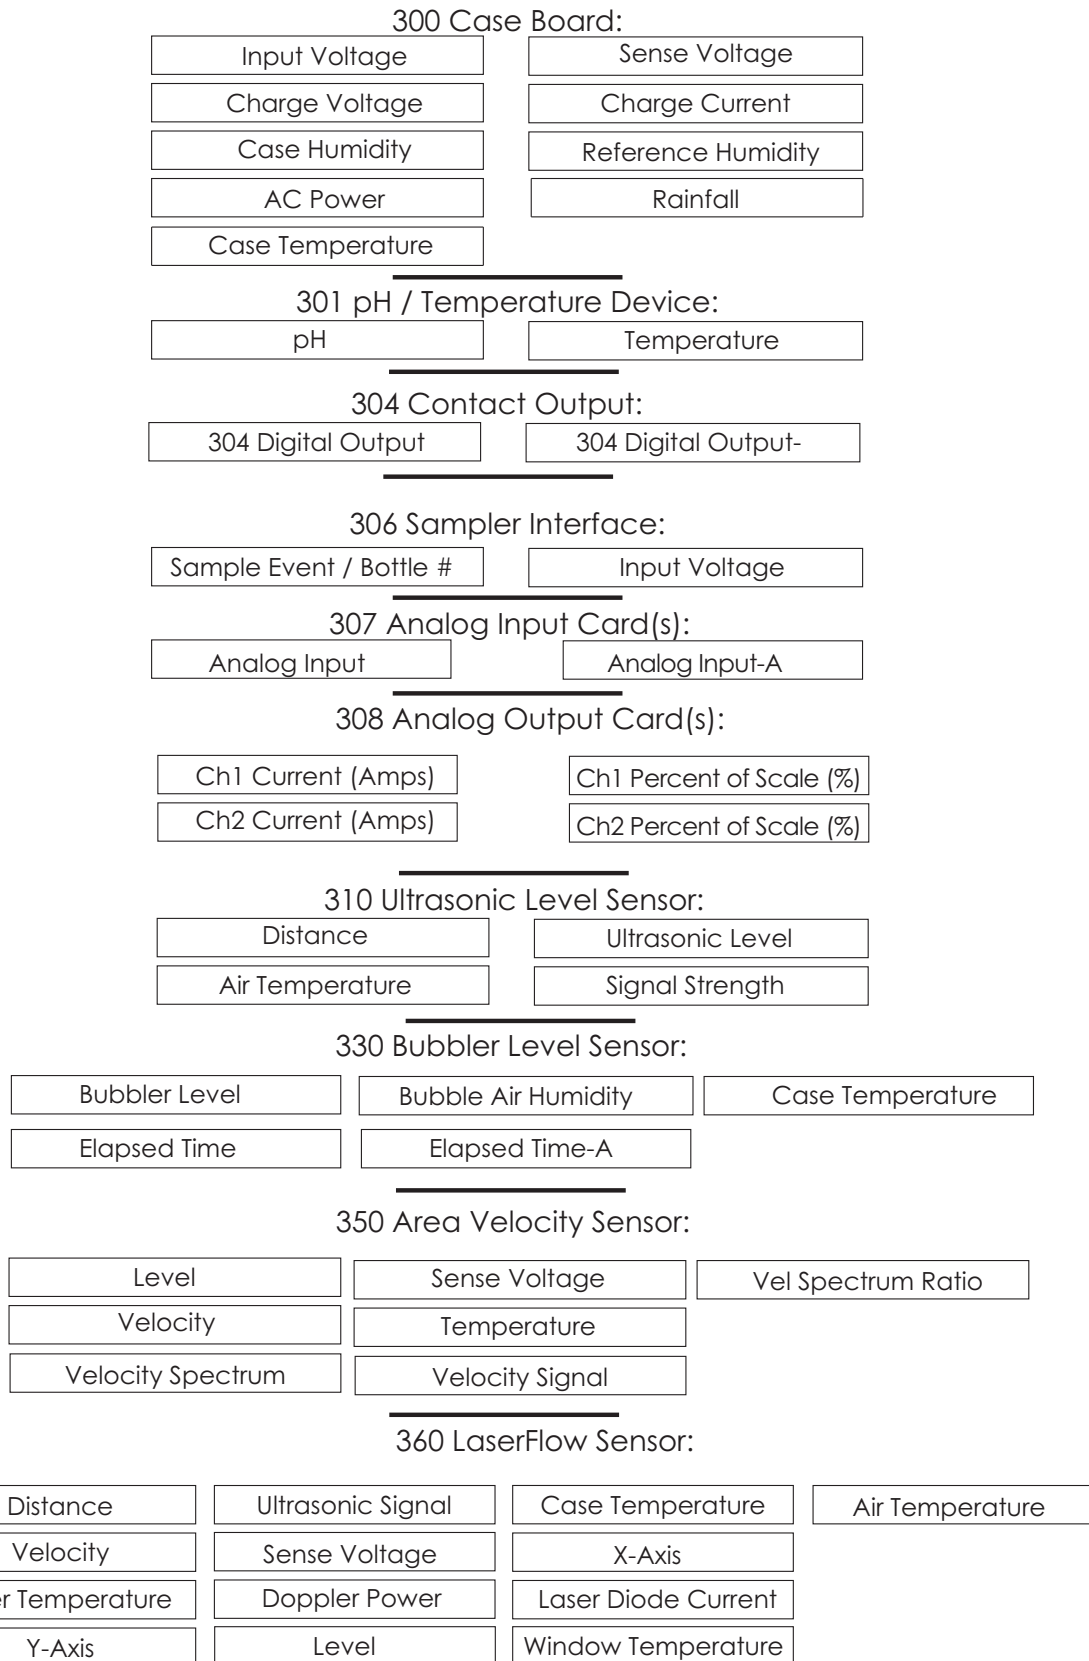 300 Case Board:
Input Voltage Sense Voltage
Charge Voltage Charge Current
Case Humidity Reference Humidity
AC Power Rainfall
Case Temperature
301 pH / Temperature Device:
pH Temperature
304 Contact Output:
304 Digital Output 304 Digital Output-
306 Sampler Interface:
Sample Event / Bottle # Input Voltage
307 Analog Input Card(s):
Analog Input Analog Input-A
308 Analog Output Card(s):
Ch1 Current (Amps) Ch1 Percent of Scale (%)
Ch2 Current (Amps) Ch2 Percent of Scale (%)
310 Ultrasonic Level Sensor:
Distance Ultrasonic Level
Air Temperature Signal Strength
330 Bubbler Level Sensor:
Bubbler Level Bubble Air Humidity Case Temperature
Elapsed Time Elapsed Time-A
350 Area Velocity Sensor:
Level Sense Voltage Vel Spectrum Ratio
Velocity Temperature
Velocity Spectrum Velocity Signal
360 LaserFlow Sensor:
Distance Ultrasonic Signal Case Temperature Air Temperature
Velocity Sense Voltage X-Axis
Temperature Doppler Power Laser Diode Current
Y-Axis Level Window Temperature